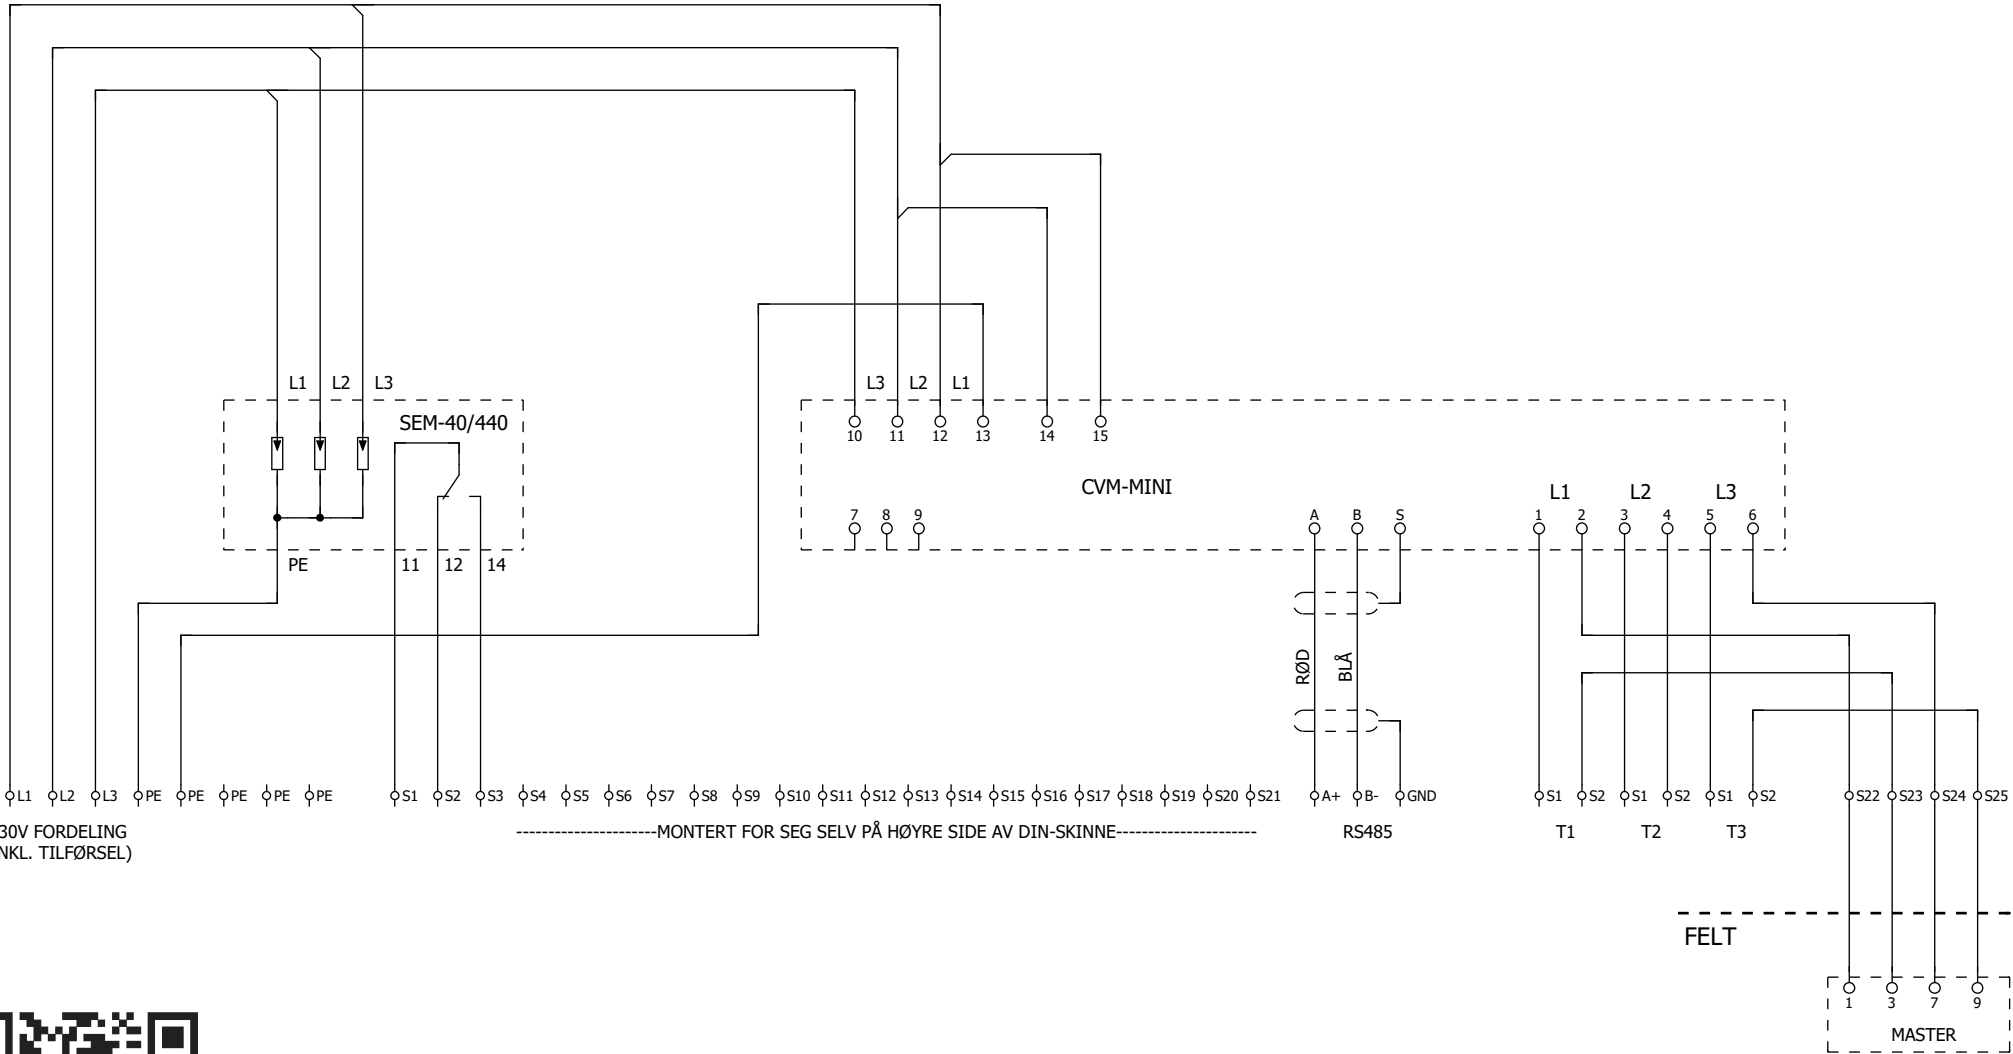 L1 L2 L3
SEM-40/440
PE 11 12 14
L3 L2 L1
10 11 12 13 14 15
CVM-MINI
L1 L2 L3
7 8 9 A B S 1 2 3 4 5 6
RØD BLÅ
L1 L2 L3 PE PE PE PE PE S1 S2 S3 S4 S5 S6 S7 S8 S9 S10 S11 S12 S13 S14 S15 S16 S17 S18 S19 S20 S21 A+ B- GND S1 S2 S1 S2 S1 S2 S22 S23 S24 S25
30V FORDELING
NKL. TILFØRSEL)
---------------------MONTERT FOR SEG SELV PÅ HØYRE SIDE AV DIN-SKINNE----------------------
RS485
T1 T2 T3
FELT
1 3 7 9
MASTER